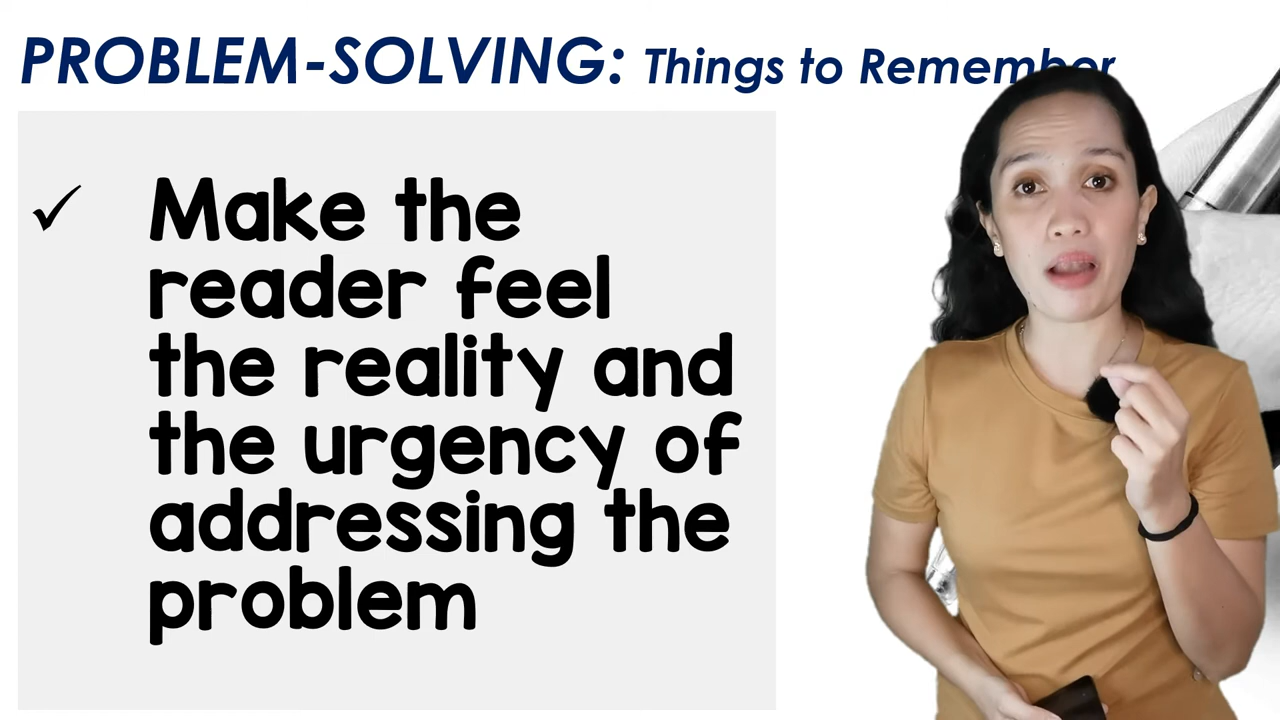 PROBLEM-SOLVING: Things to Remember
✓ Make the
reader feel
the reality and
the urgency of
addressing the
problem